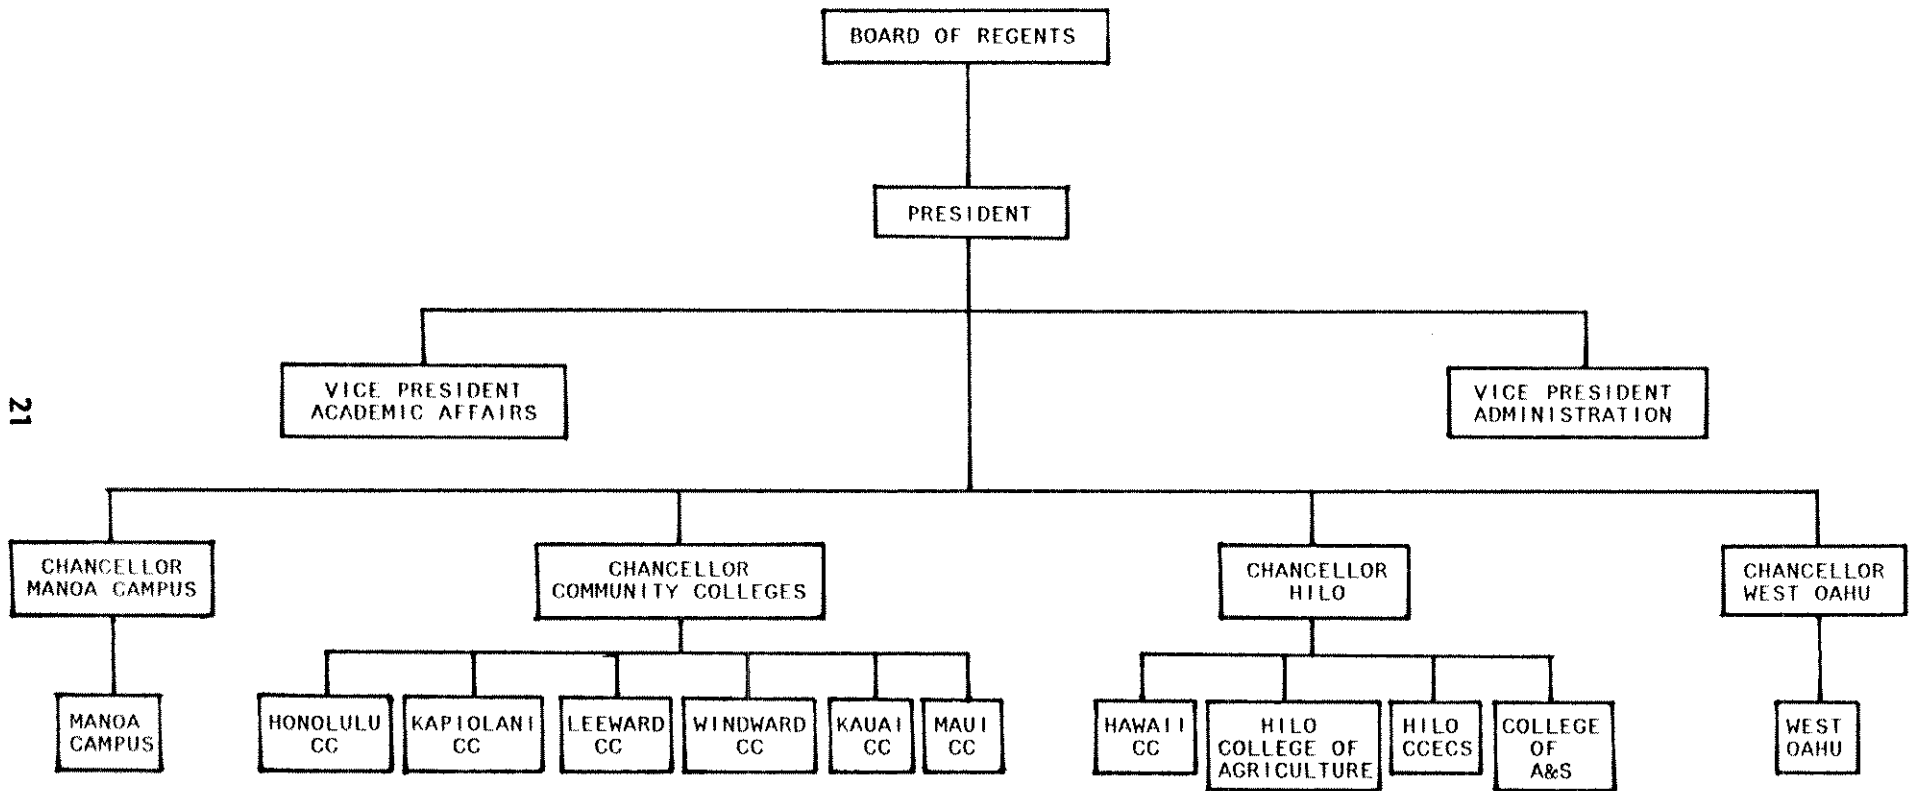 BOARD OF REGENTS
PRESIDENT
VICE PRESIDENT
ACADEMIC AFFAIRS
VICE PRESIDENT
ADMINISTRATION
21
CHANCELLOR
MANOA CAMPUS
CHANCELLOR
COMMUNITY COLLEGES
CHANCELLOR
HILO
CHANCELLOR
WEST OAHU
MANOA
CAMPUS
HONOLULU
CC
KAPIOLANI
CC
LEEWARD
CC
WINDWARD
CC
KAUAI
CC
MAUI
CC
HAWAII
CC
HILO
COLLEGE OF
AGRICULTURE
HILO
CCECS
COLLEGE
OF
A&S
WEST
OAHU